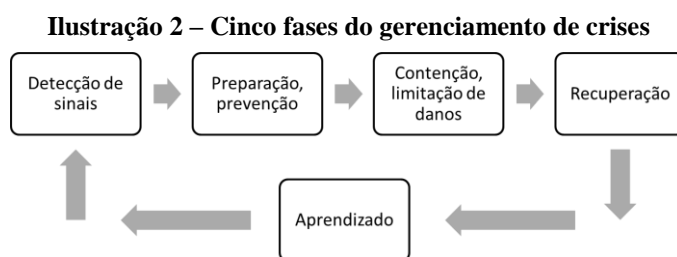 Ilustração 2 – Cinco fases do gerenciamento de crises
Detecção de
sinais
Preparação,
prevenção
Contenção,
limitação de
danos
Recuperação
Aprendizado